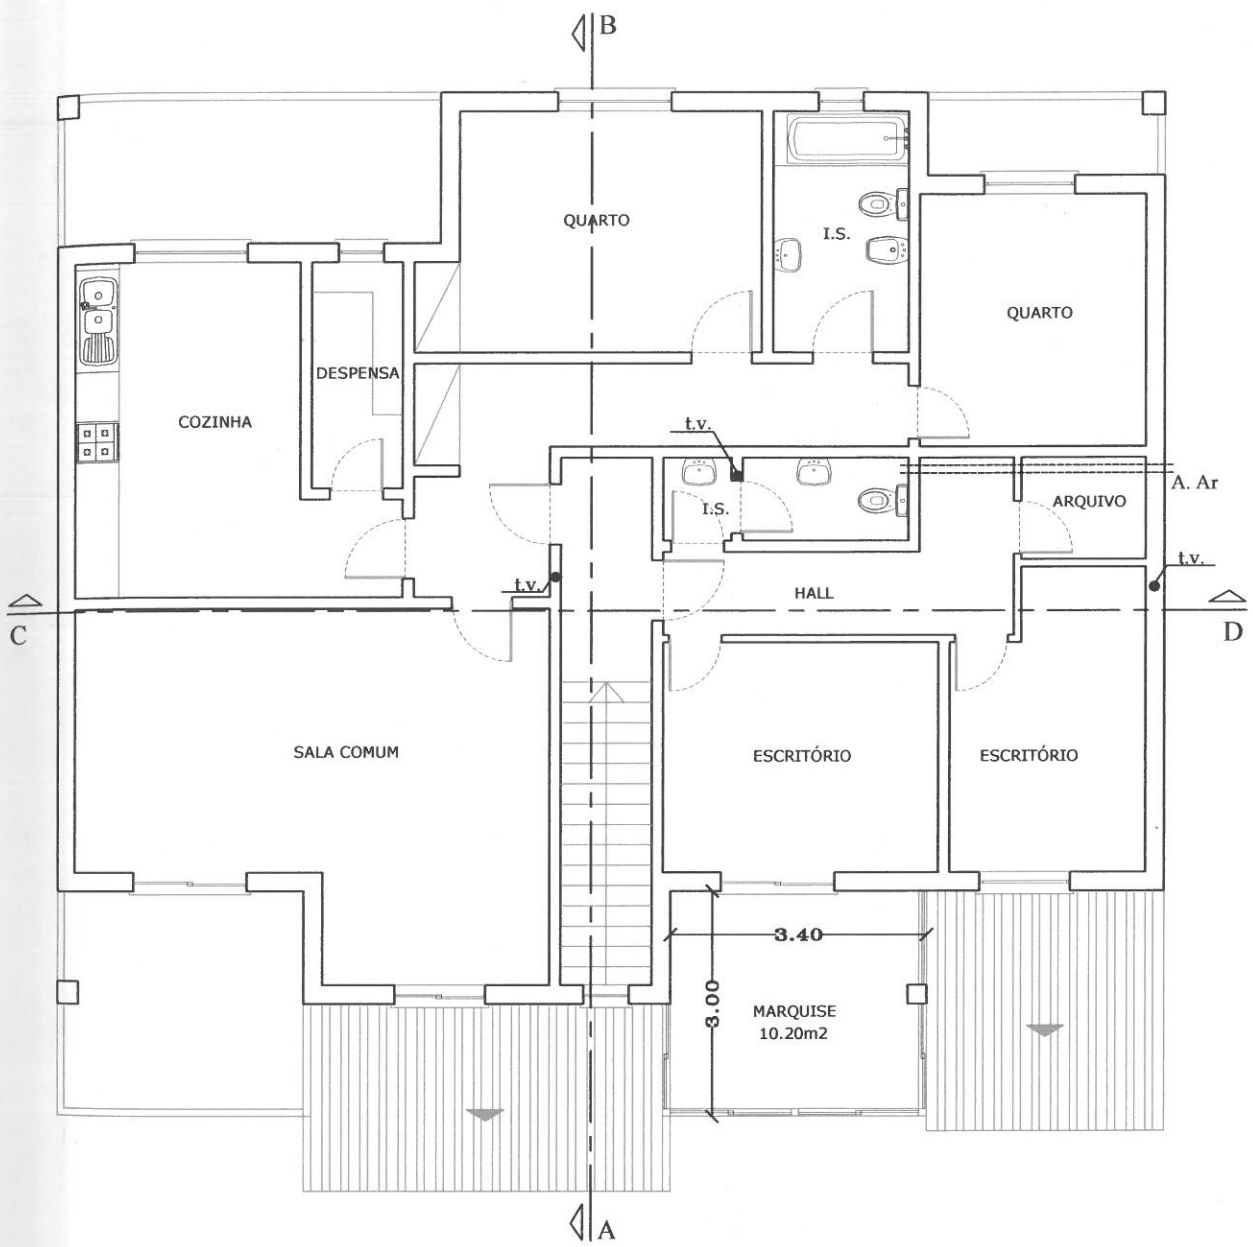 B
QUARTO
I.S.
QUARTO
DESPENSA
COZINHA
t.v.
A. Ar
ARQUIVO
I.S.
t.v.
t.v.
HALL
C
D
SALA COMUM
ESCRITÓRIO
ESCRITÓRIO
3.40
3.00
MARQUISE
10.20m2
A